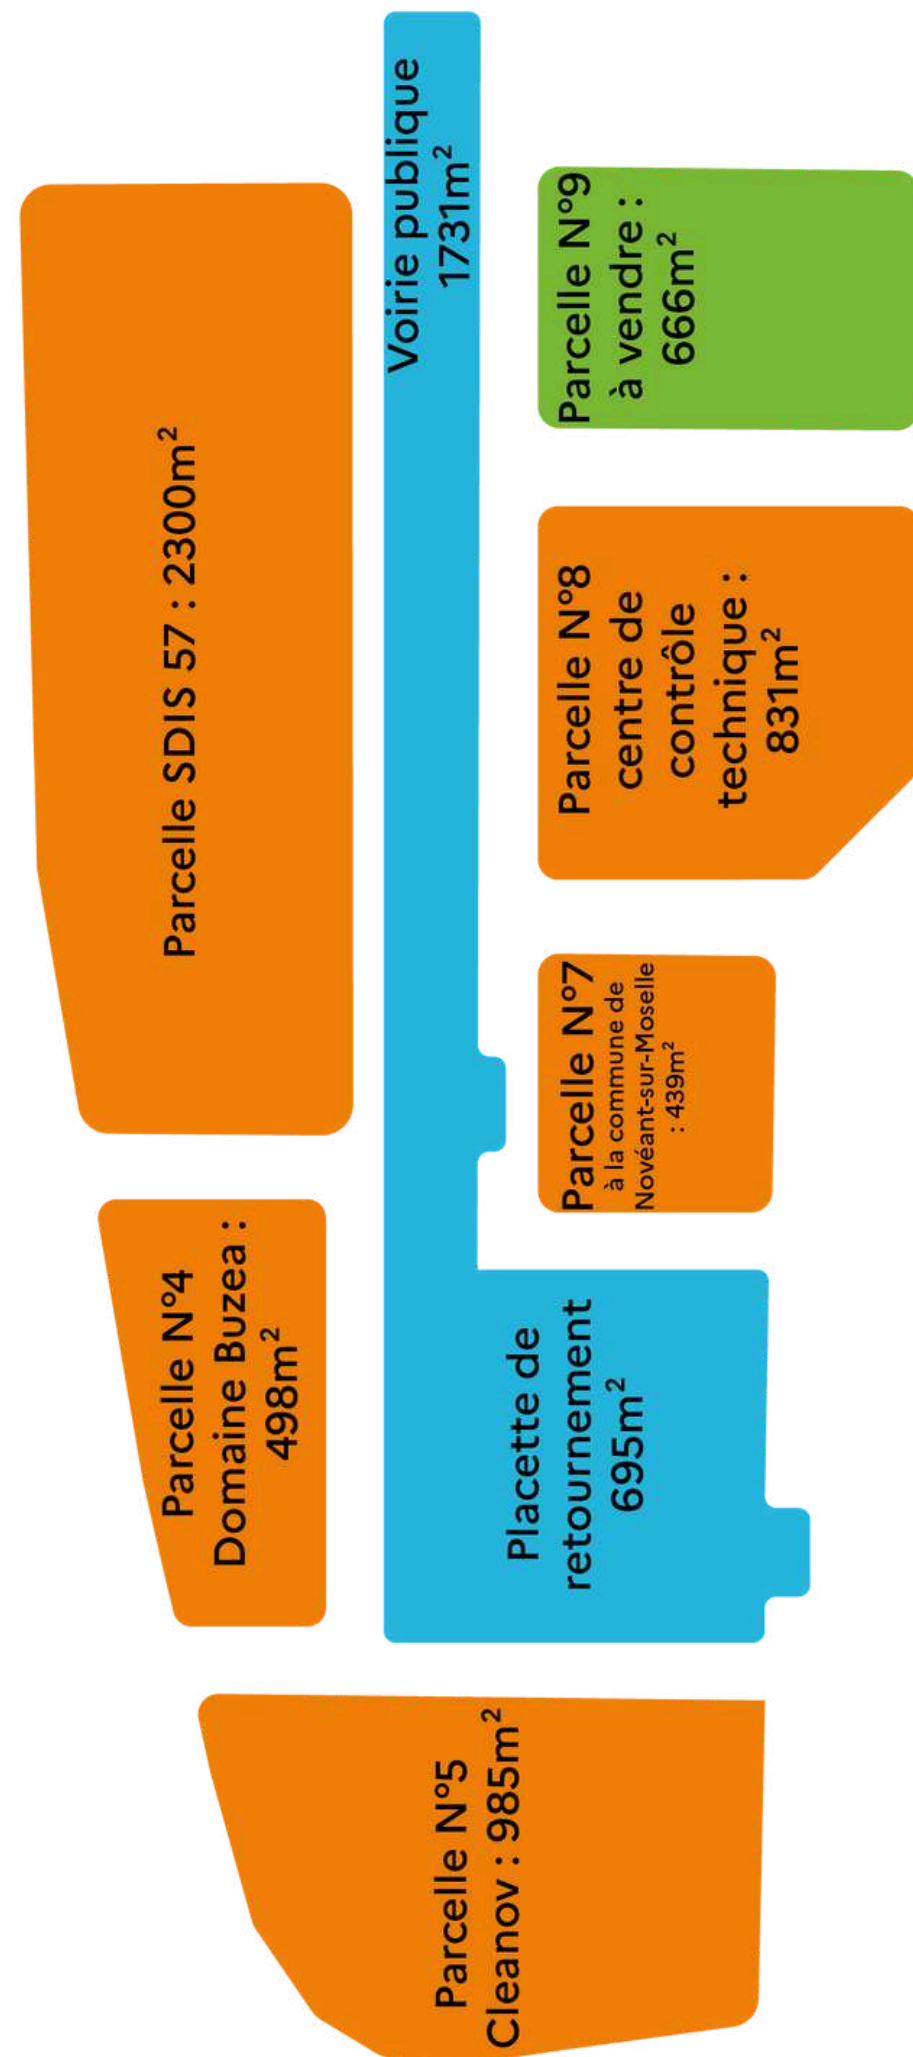 Parcelle SDIS 57 : 2300m²
Parcelle N°4
Domaine Buzea :
498m²
Parcelle N°5
Cleanov : 985m²
Voirie publique
1731m²
Placette de
retournement
695m²
Parcelle N°7
à la commune de
Novéant-sur-Moselle
: 439m²
Parcelle N°8
centre de
contrôle
technique :
831m²
Parcelle N°9
à vendre :
666m²